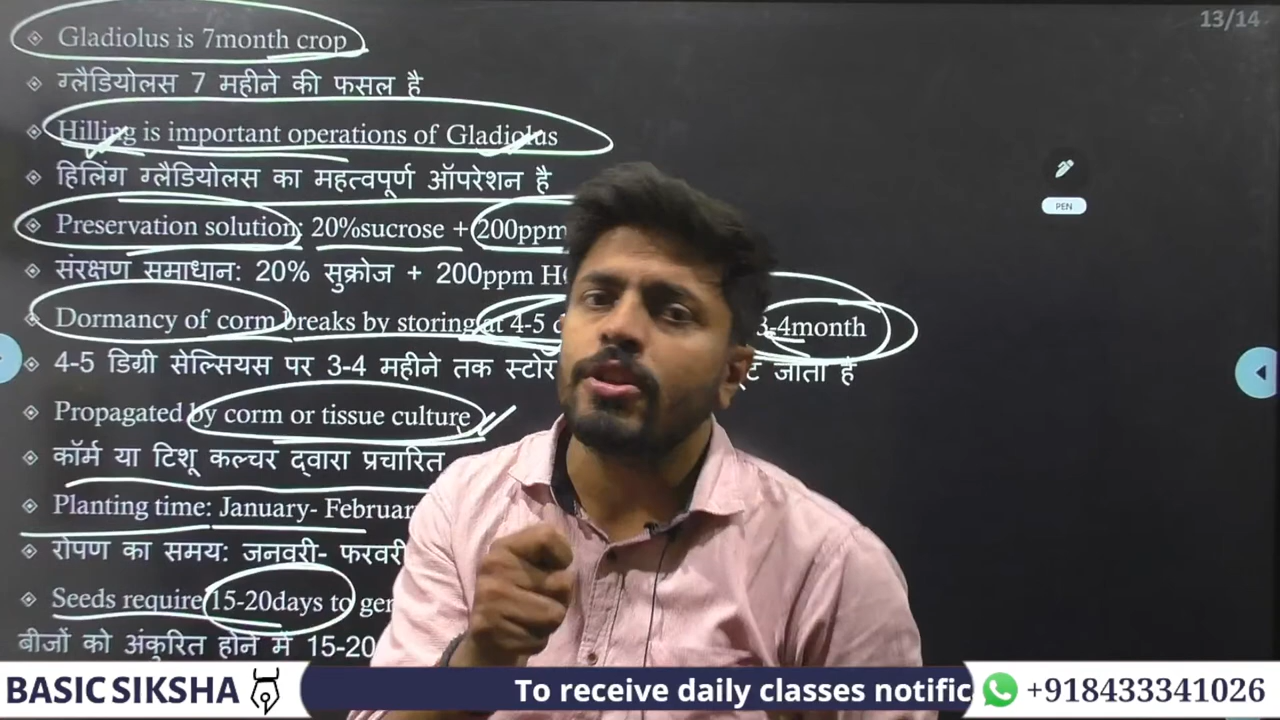 13/14
Gladiolus is 7month crop
ग्लैडियोलस 7 महीने की फसल है
Hilling is important operations of Gladiolus
हिलिंग ग्लैडियोलस का महत्वपूर्ण ऑपरेशन है
Preservation solution: 20%sucrose + 200ppm
संरक्षण समाधान: 20% सुक्रोज + 200ppm
Dormancy of corm breaks by storing at 4-5 3-4month
4-5 डिग्री सेल्सियस पर 3-4 महीने तक स्टोर जाता है
Propagated by corm or tissue culture
कॉर्म या टिशू कल्चर द्वारा प्रचारित
Planting time: January- Februar
रोपण का समय: जनवरी- फरवरी
Seeds require 15-20days to ger
बीजों को अंकुरित होने में 15-20
PEN
BASIC SIKSHA
To receive daily classes notific
+918433341026